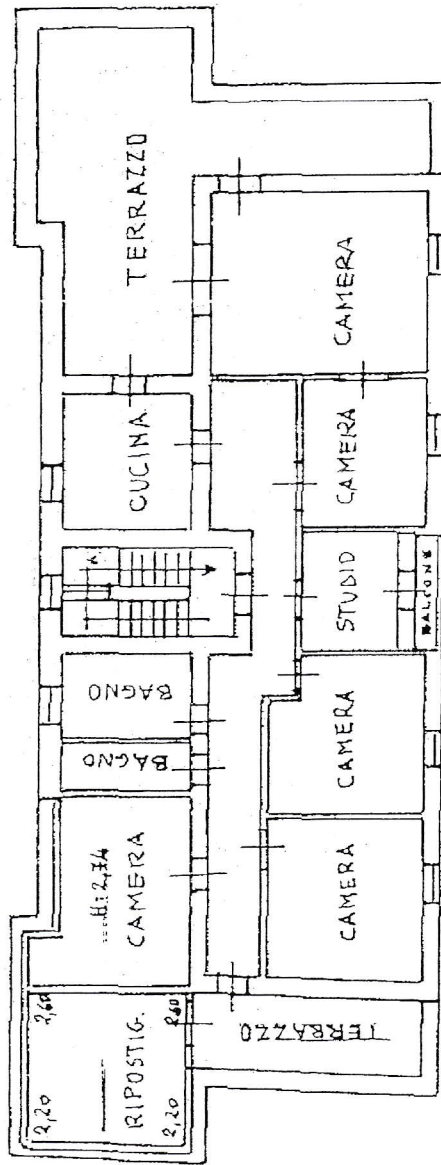 TERRAZZO
CUCINA
CAMERA
CAMERA
STUDIO
BALCONE
BAGNO
BAGNO
CAMERA
H: 2,74
CAMERA
CAMERA
2,20
2,60
RIPOSTIG.
2,20
2,60
TERRAZZO